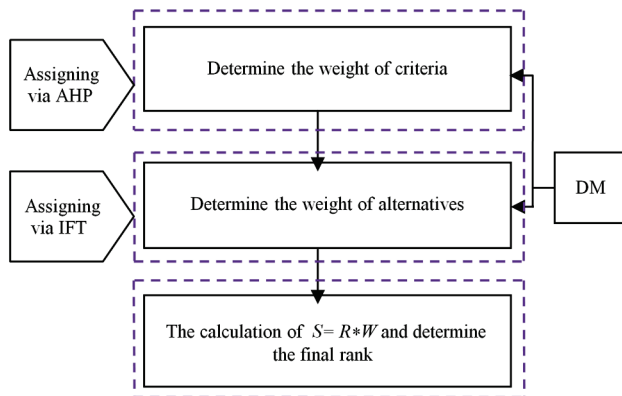 Assigning
via AHP
Determine the weight of criteria
Assigning
via IFT
Determine the weight of alternatives
DM
The calculation of S= R*W and determine
the final rank